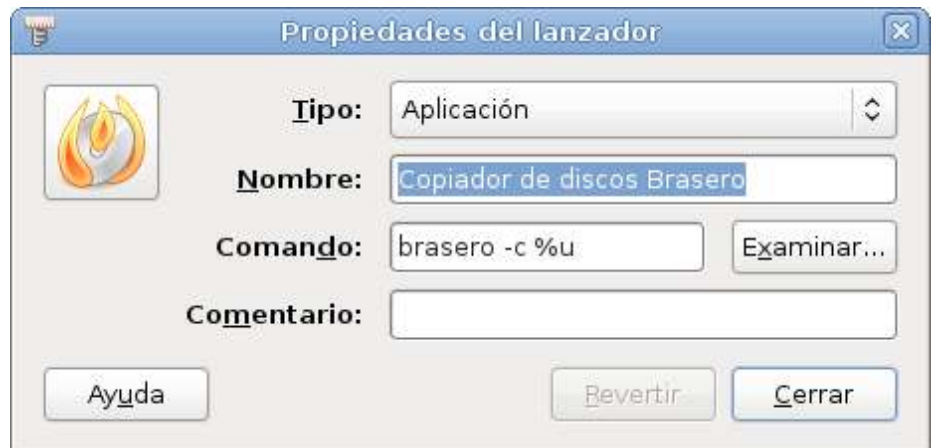 Propiedades del lanzador
Tipo: Aplicación
Nombre: Copiador de discos Brasero
Comando: brasero -c %u Examinar...
Comentario:
Ayuda Revertir Cerrar